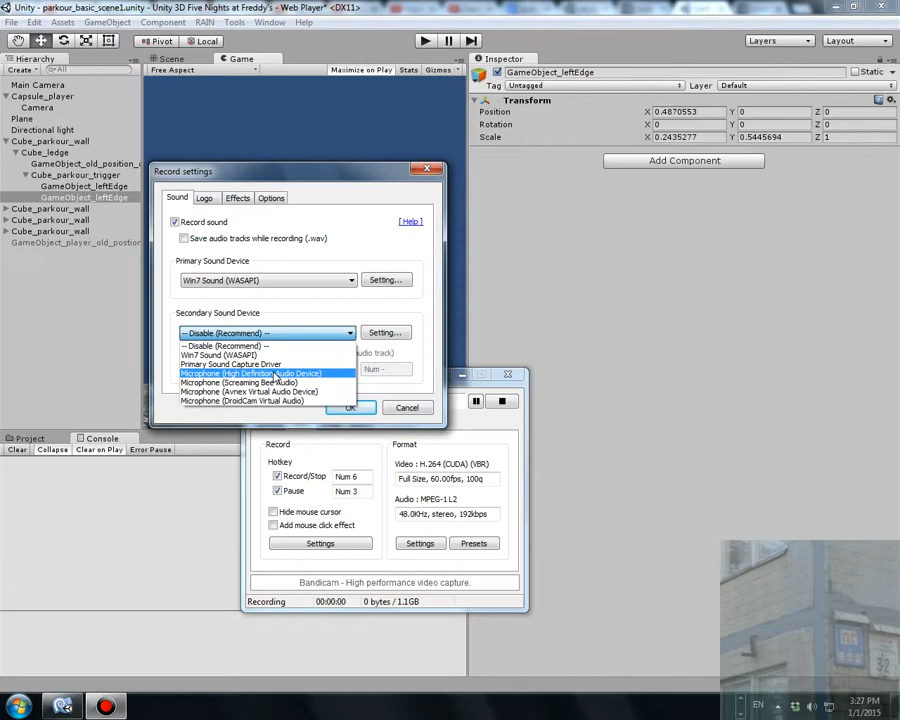 Unity - parkour_basic_scene1.unity - Unity 3D Five Nights at Freddy's - Web Player* <DX11>
File Edit Assets GameObject Component RAIN Tools Window Help
Pivot Local Layers Layout
Hierarchy
Create All
Main Camera
Capsule_player
Camera
Plane
Directional light
Cube_parkour_wall
Cube_ledge
GameObject_old_position_
Cube_parkour_trigger
GameObject_leftEdge
GameObject_leftEdge
Cube_parkour_wall
Cube_parkour_wall
Cube_parkour_wall
GameObject_player_old_postion
Scene Game
Free Aspect Maximize on Play Stats Gizmos
Inspector
GameObject_leftEdge Static
Tag Untagged Layer Default
Transform
Position X 0.4870553 Y 0 Z 0
Rotation X 0 Y 0 Z 0
Scale X 0.2435277 Y 0.5445694 Z 1
Add Component
Record settings
Sound Logo Effects Options
Record sound [ Help ]
Save audio tracks while recording (.wav)
Primary Sound Device
Win7 Sound (WASAPI) Setting...
Secondary Sound Device
-- Disable (Recommend) -- Setting...
-- Disable (Recommend) --
Win7 Sound (WASAPI)
Primary Sound Capture Driver
Microphone (High Definition Audio Device)
Microphone (Screaming Bee Audio)
Microphone (Avnex Virtual Audio Device)
Microphone (DroidCam Virtual Audio)
audio track)
Num -
OK Cancel
Project Console
Clear Collapse Clear on Play Error Pause
Record
Hotkey
Record/Stop Num 6
Pause Num 3
Hide mouse cursor
Add mouse click effect
Settings
Format
Video : H.264 (CUDA) (VBR)
Full Size, 60.00fps, 100q
Audio : MPEG-1 L2
48.0KHz, stereo, 192kbps
Settings Presets
Bandicam - High performance video capture.
Recording 00:00:00 0 bytes / 1.1GB
32
EN
3:27 PM
1/1/2015